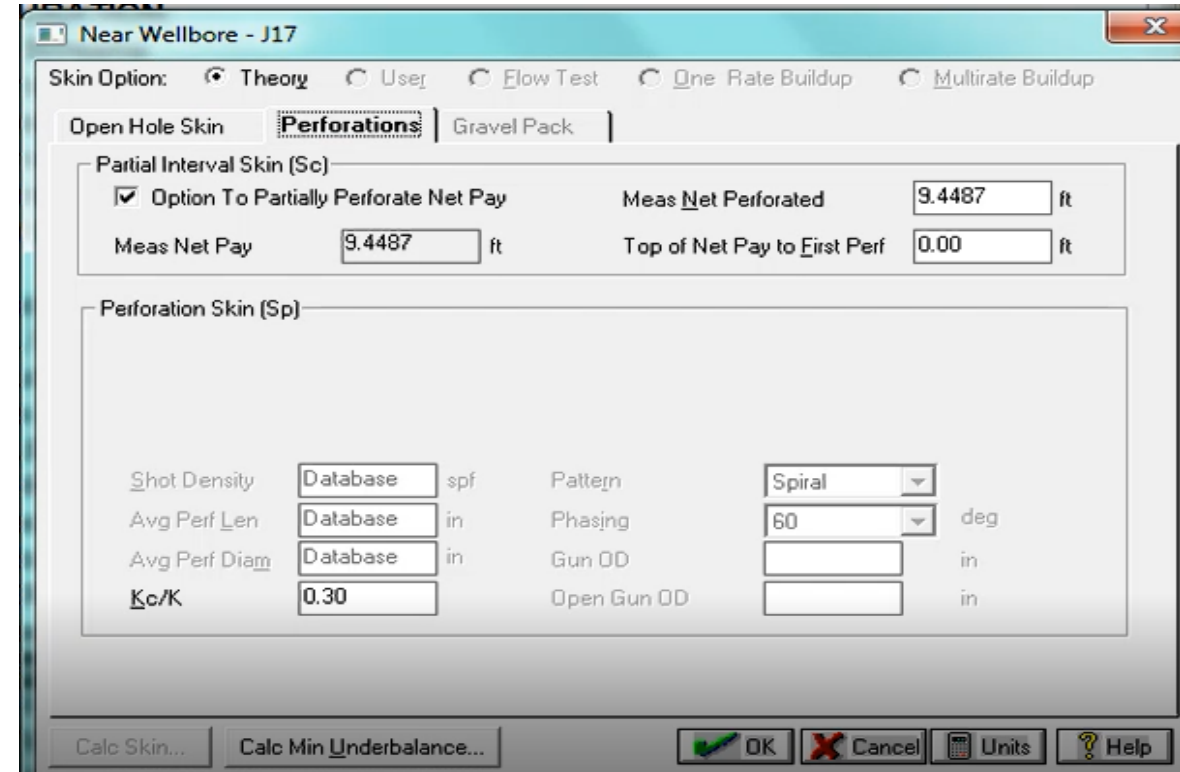 Near Wellbore - J17
Skin Option: Theory User Flow Test One Rate Buildup Multirate Buildup
Open Hole Skin Perforations Gravel Pack
Partial Interval Skin (Sc)
Option To Partially Perforate Net Pay Meas Net Perforated 9.4487 ft
Meas Net Pay 9.4487 ft Top of Net Pay to First Perf 0.00 ft
Perforation Skin (Sp)
Shot Density Database spf Pattern Spiral
Avg Perf Len Database in Phasing 60 deg
Avg Perf Diam Database in Gun OD in
Kc/K 0.30 Open Gun OD in
Calc Skin... Calc Min Underbalance... OK Cancel Units Help